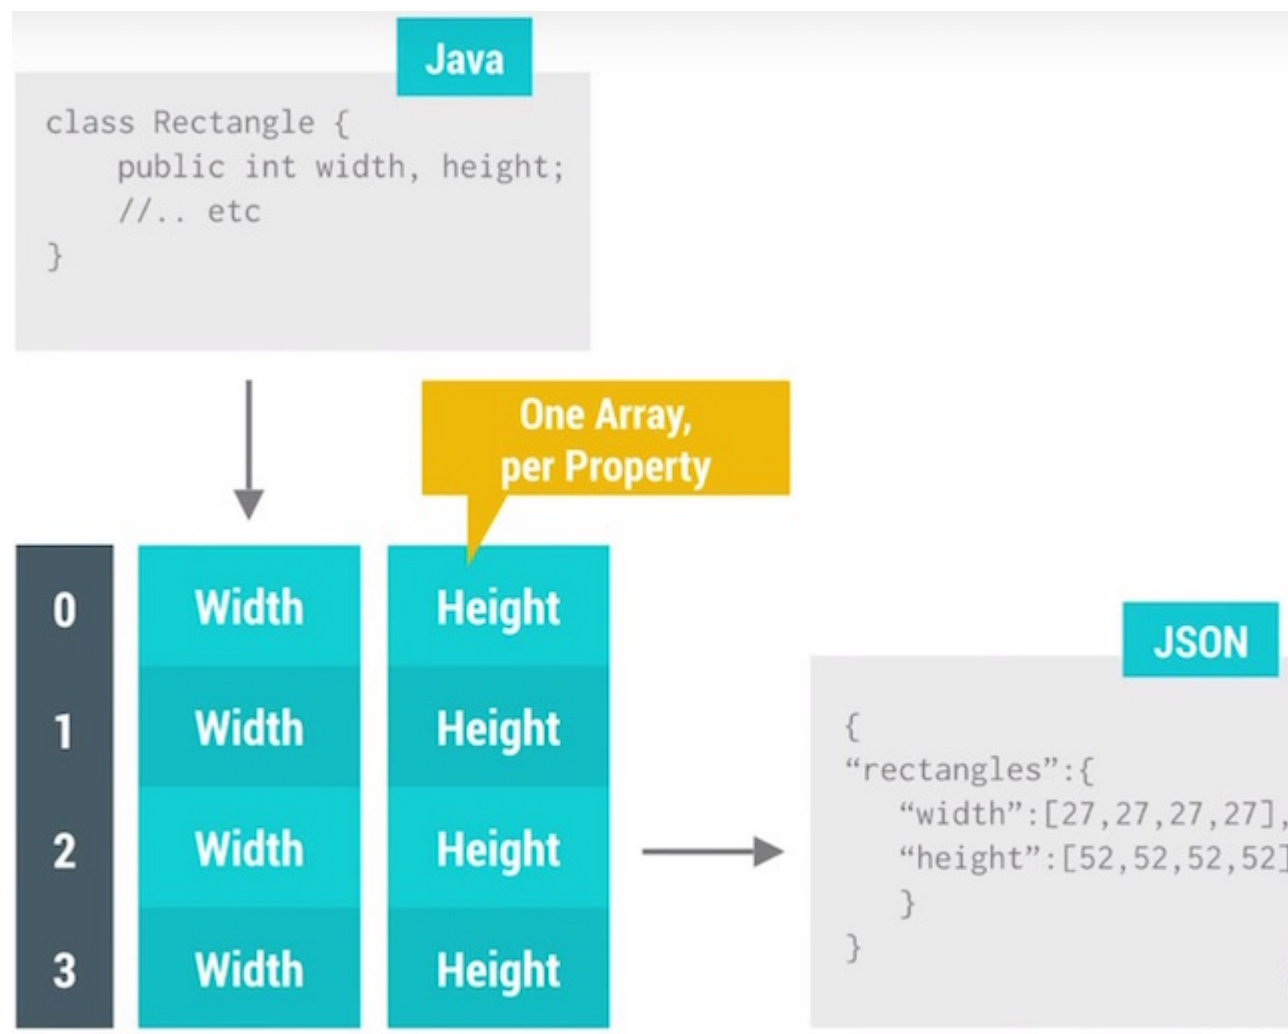 Java
class Rectangle {
    public int width, height;
    //.. etc
}
One Array,
per Property
0 Width Height
1 Width Height
2 Width Height
3 Width Height
JSON
{
“rectangles”:{
   “width”:[27,27,27,27],
   “height”:[52,52,52,52]
   }
}